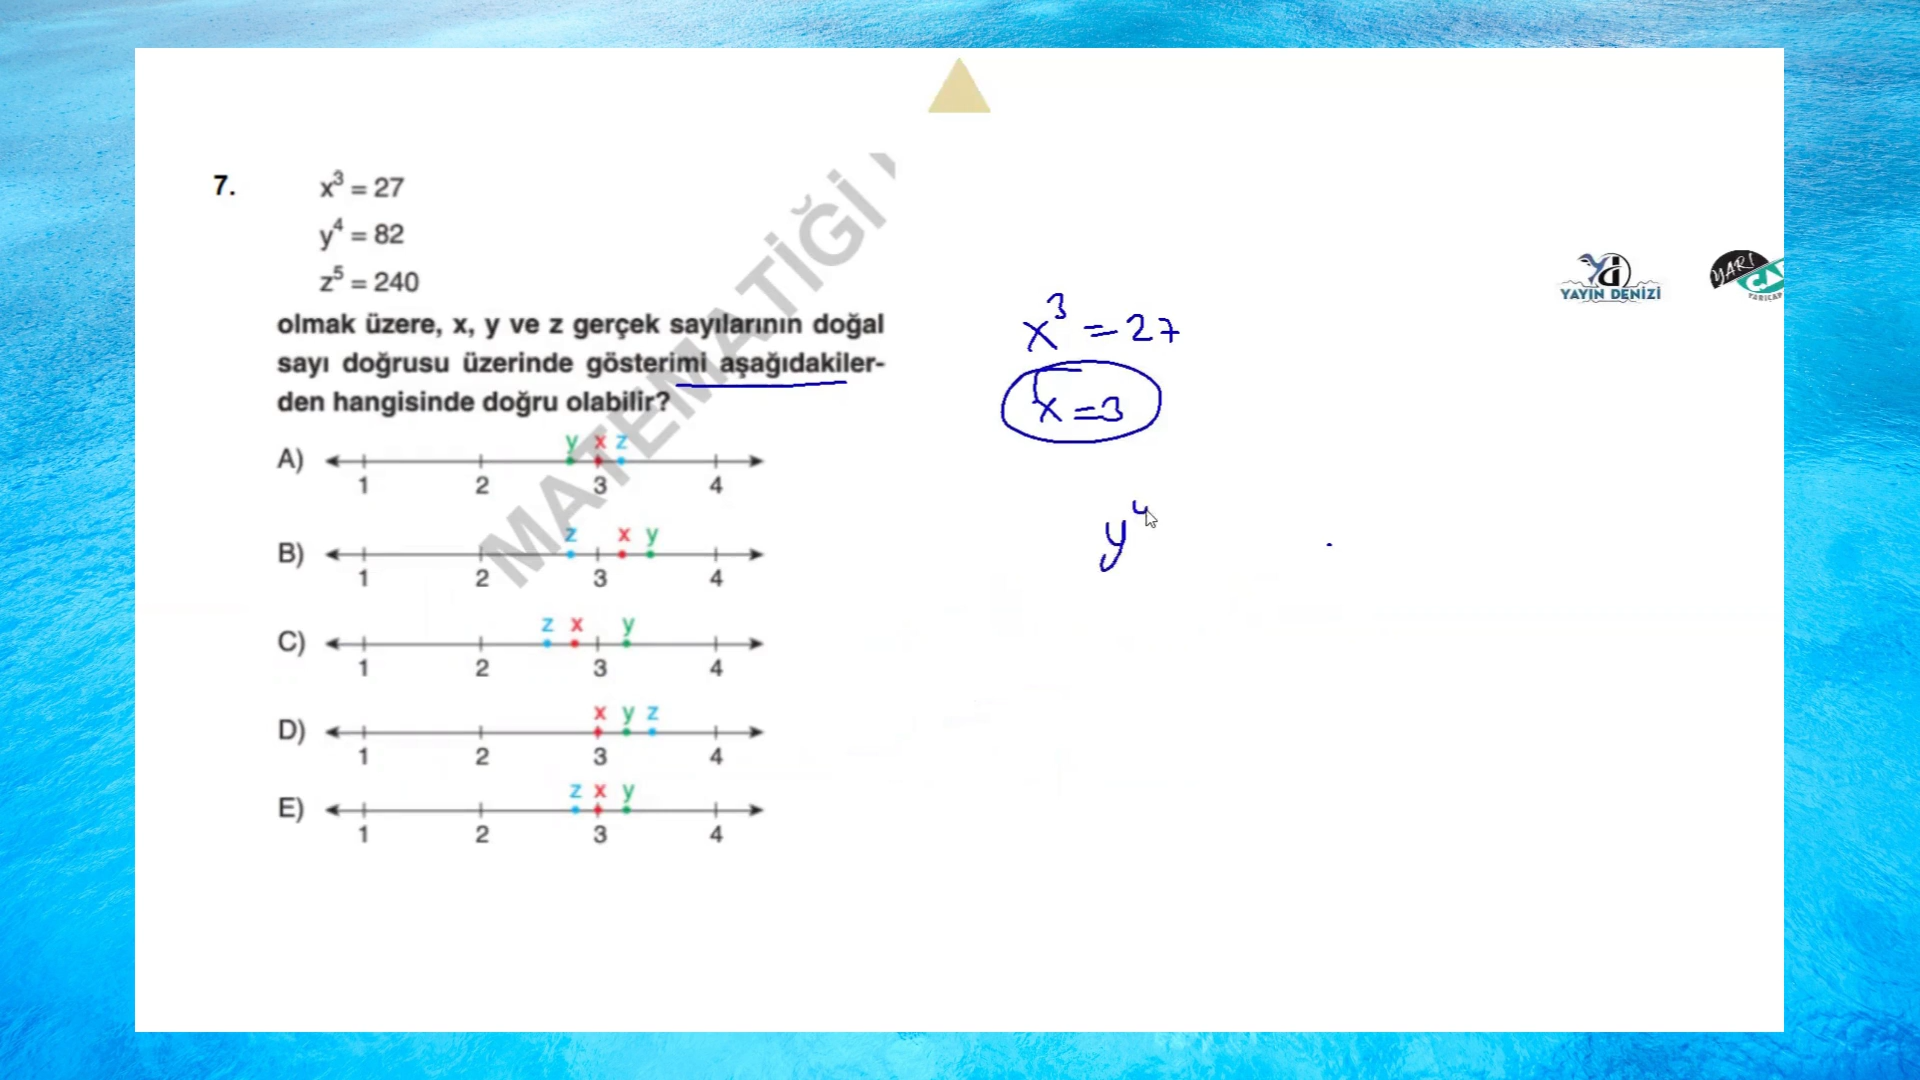 7.
x³ = 27
y⁴ = 82
z⁵ = 240
olmak üzere, x, y ve z gerçek sayılarının doğal
sayı doğrusu üzerinde gösterimi aşağıdakiler-
den hangisinde doğru olabilir?
A) y x z
1 2 3 4
B) z x y
1 2 3 4
C) z x y
1 2 3 4
D) x y z
1 2 3 4
E) z x y
1 2 3 4
MATEMATİĞİ
x³ = 27
x = 3
y⁴
YAYIN DENİZİ
YARI
YARIÇAP